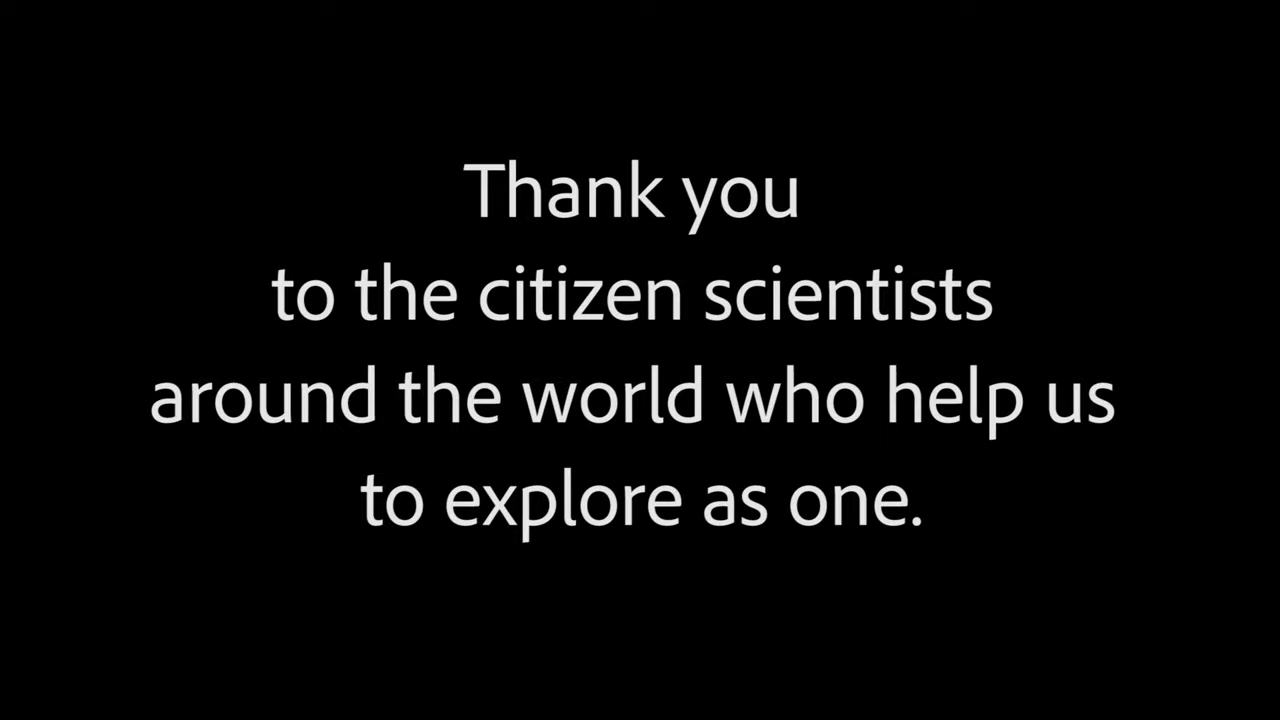 Thank you
to the citizen scientists
around the world who help us
to explore as one.